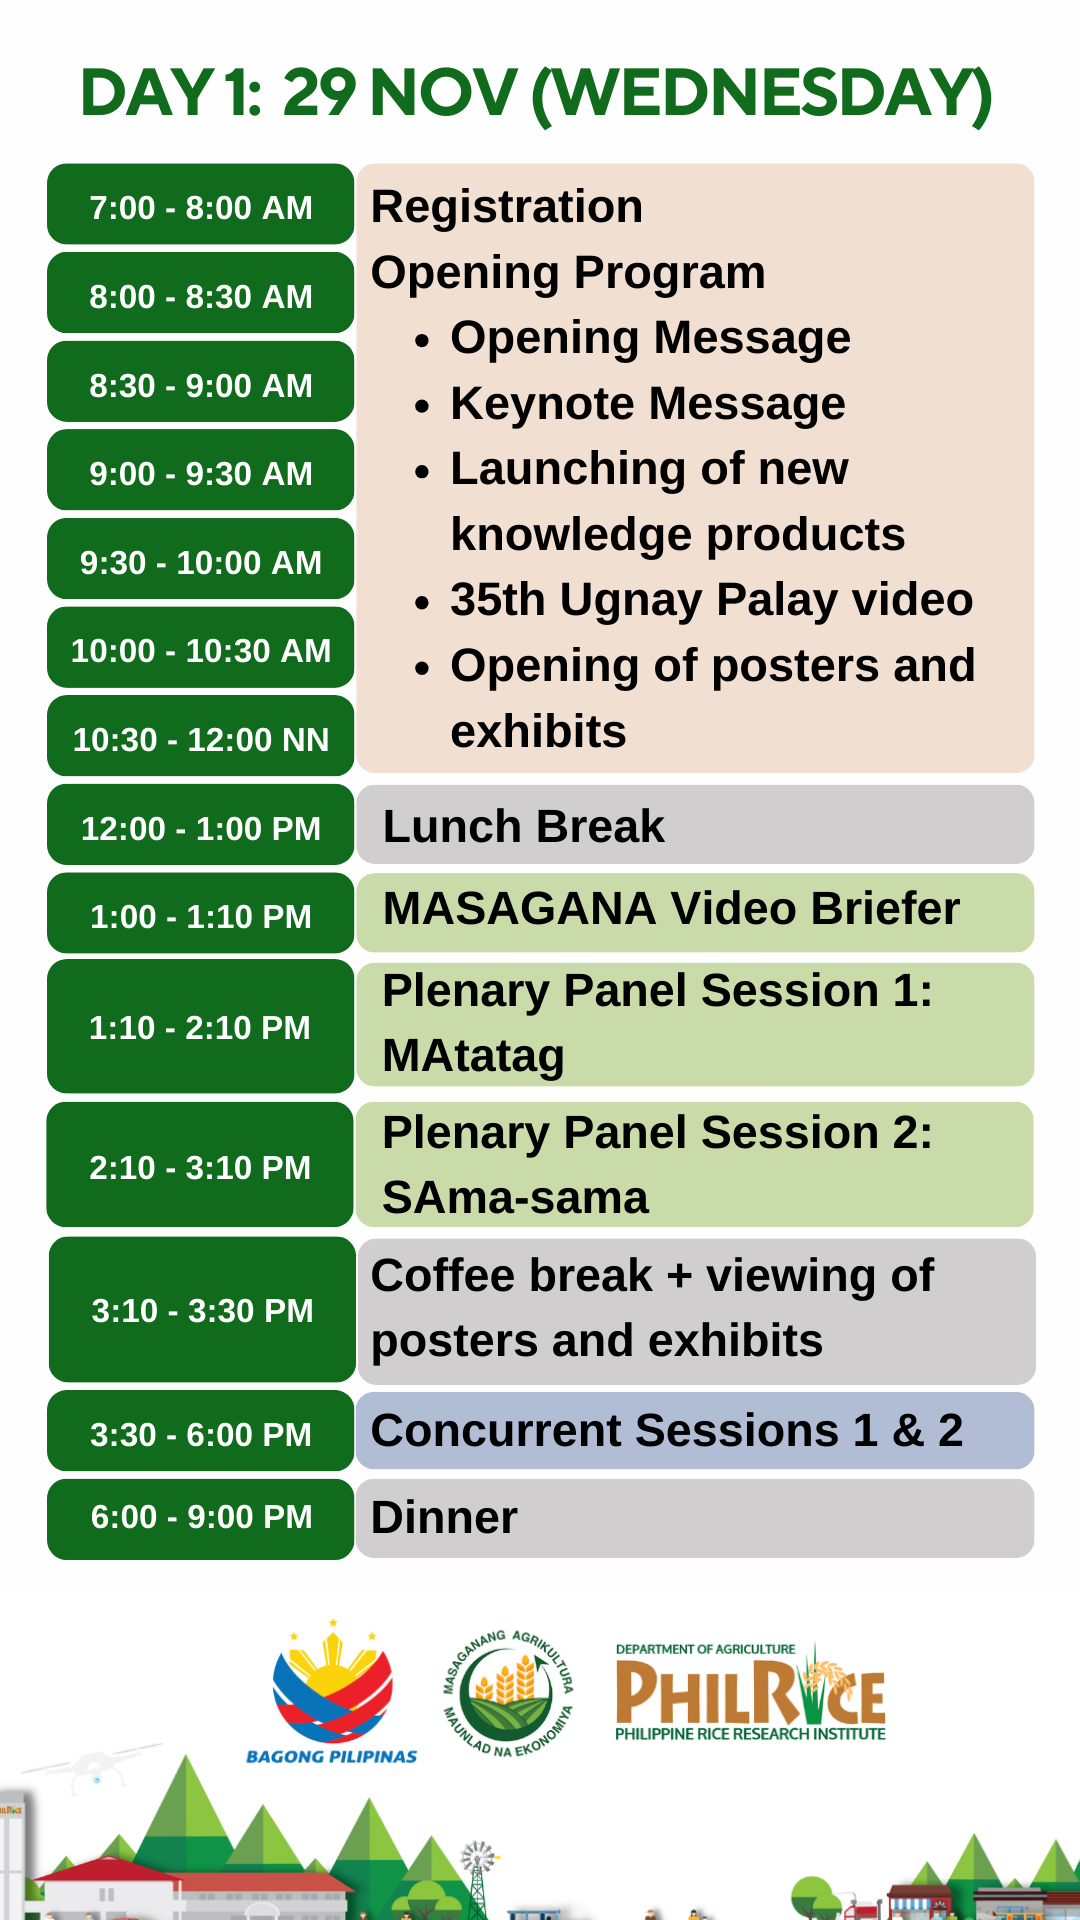 DAY 1: 29 NOV (WEDNESDAY)
7:00 - 8:00 AM
8:00 - 8:30 AM
8:30 - 9:00 AM
9:00 - 9:30 AM
9:30 - 10:00 AM
10:00 - 10:30 AM
10:30 - 12:00 NN
Registration
Opening Program
• Opening Message
• Keynote Message
• Launching of new
knowledge products
• 35th Ugnay Palay video
• Opening of posters and
exhibits
12:00 - 1:00 PM
Lunch Break
1:00 - 1:10 PM
MASAGANA Video Briefer
1:10 - 2:10 PM
Plenary Panel Session 1:
MAtatag
2:10 - 3:10 PM
Plenary Panel Session 2:
SAma-sama
3:10 - 3:30 PM
Coffee break + viewing of
posters and exhibits
3:30 - 6:00 PM
Concurrent Sessions 1 & 2
6:00 - 9:00 PM
Dinner
BAGONG PILIPINAS
MASAGANANG AGRIKULTURA
MAUNLAD NA EKONOMIYA
DEPARTMENT OF AGRICULTURE
PHILRICE
PHILIPPINE RICE RESEARCH INSTITUTE